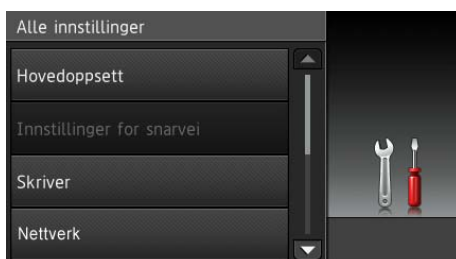 Alle innstillinger
Hovedoppsett
Innstillinger for snarvei
Skriver
Nettverk